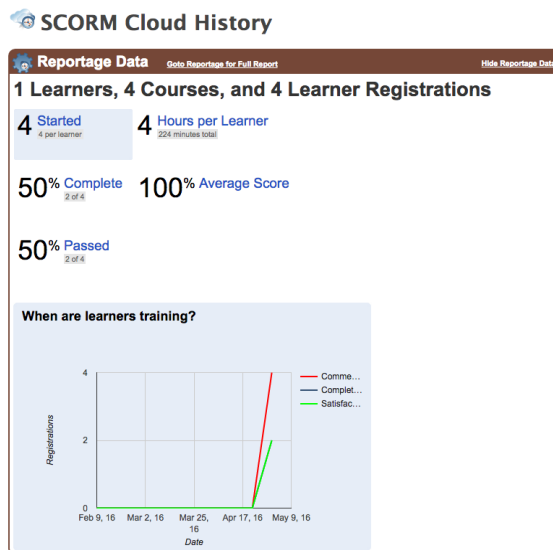 SCORM Cloud History
Reportage Data Goto Reportage for Full Report Hide Reportage Data
1 Learners, 4 Courses, and 4 Learner Registrations
4 Started 4 Hours per Learner
4 per learner 224 minutes total
50% Complete 100% Average Score
2 of 4
50% Passed
2 of 4
When are learners training?
4
Comme...
Complet...
Satisfac...
Registrations
2
0
Feb 9, 16 Mar 2, 16 Mar 25, 16 Apr 17, 16 May 9, 16
Date